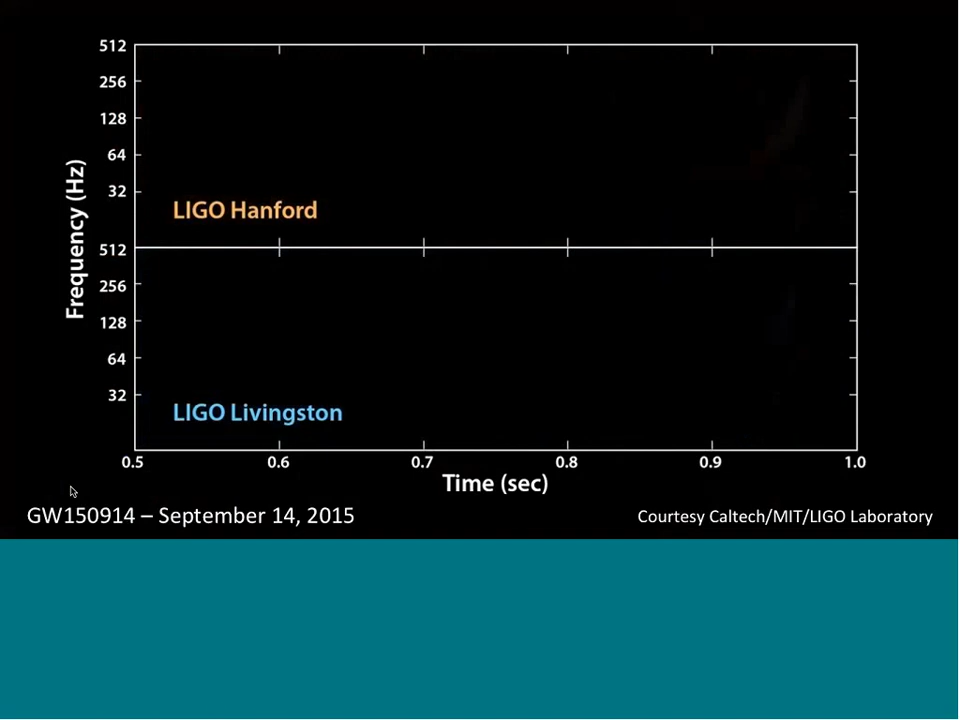 512
256
128
64
32
LIGO Hanford
Frequency (Hz)
512
256
128
64
32
LIGO Livingston
0.5 0.6 0.7 0.8 0.9 1.0
Time (sec)
GW150914 – September 14, 2015
Courtesy Caltech/MIT/LIGO Laboratory